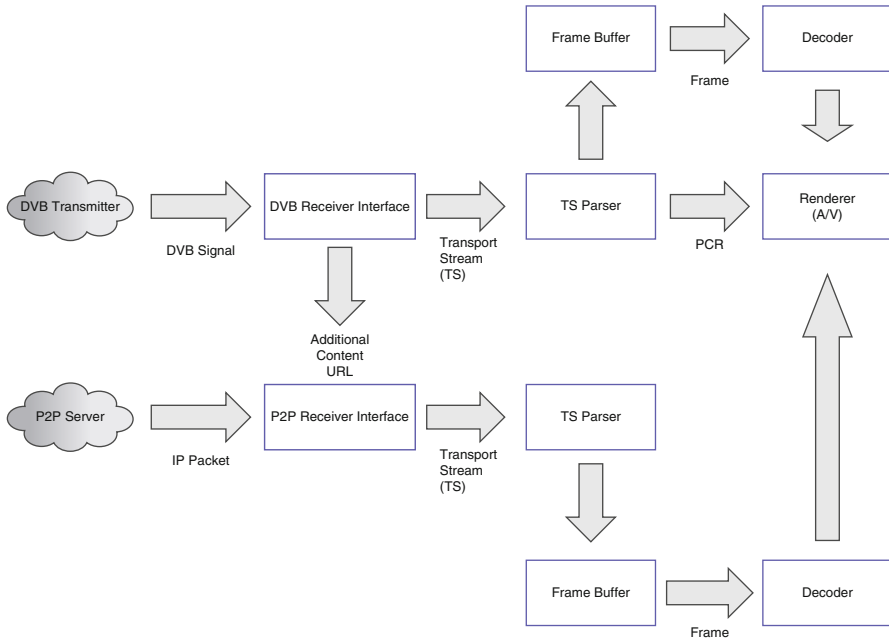 Frame Buffer
Decoder
Frame
DVB Transmitter
DVB Receiver Interface
TS Parser
Renderer
(A/V)
DVB Signal
Transport
Stream
(TS)
PCR
Additional
Content
URL
P2P Server
P2P Receiver Interface
TS Parser
IP Packet
Transport
Stream
(TS)
Frame Buffer
Decoder
Frame